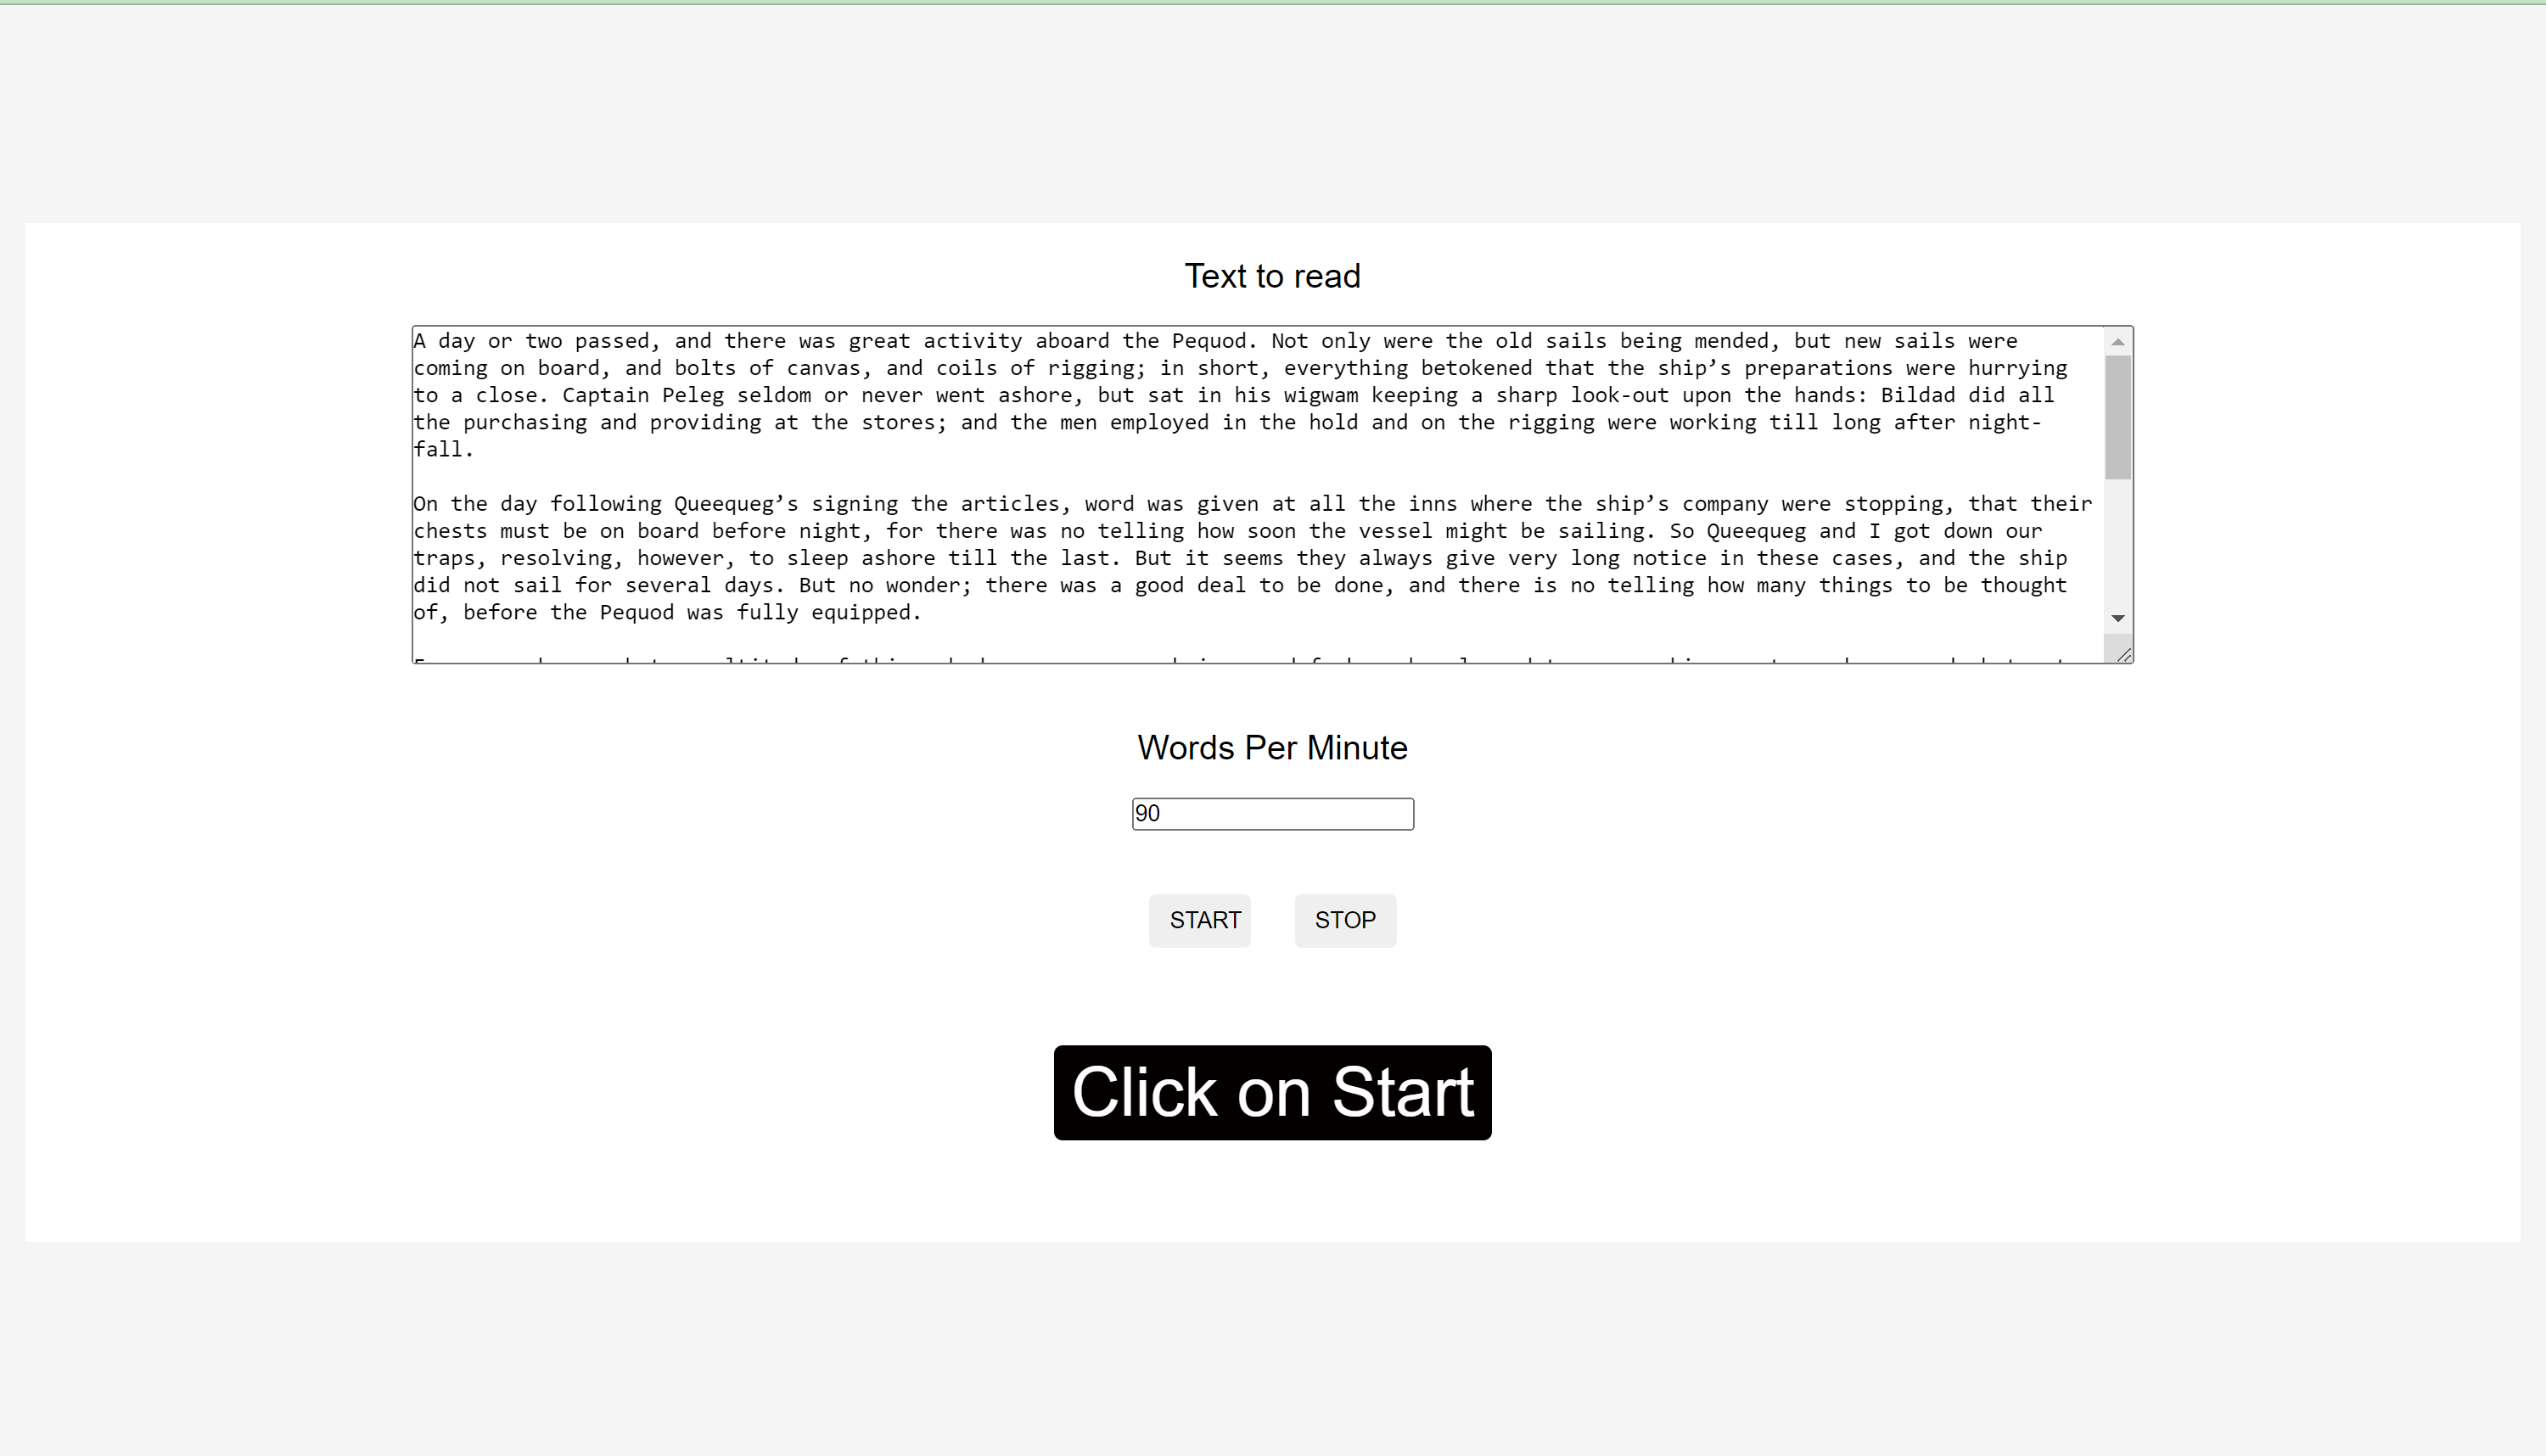 Text to read
A day or two passed, and there was great activity aboard the Pequod. Not only were the old sails being mended, but new sails were
coming on board, and bolts of canvas, and coils of rigging; in short, everything betokened that the ship’s preparations were hurrying
to a close. Captain Peleg seldom or never went ashore, but sat in his wigwam keeping a sharp look-out upon the hands: Bildad did all
the purchasing and providing at the stores; and the men employed in the hold and on the rigging were working till long after night-
fall.
On the day following Queequeg’s signing the articles, word was given at all the inns where the ship’s company were stopping, that their
chests must be on board before night, for there was no telling how soon the vessel might be sailing. So Queequeg and I got down our
traps, resolving, however, to sleep ashore till the last. But it seems they always give very long notice in these cases, and the ship
did not sail for several days. But no wonder; there was a good deal to be done, and there is no telling how many things to be thought
of, before the Pequod was fully equipped.
Words Per Minute
90
START STOP
Click on Start